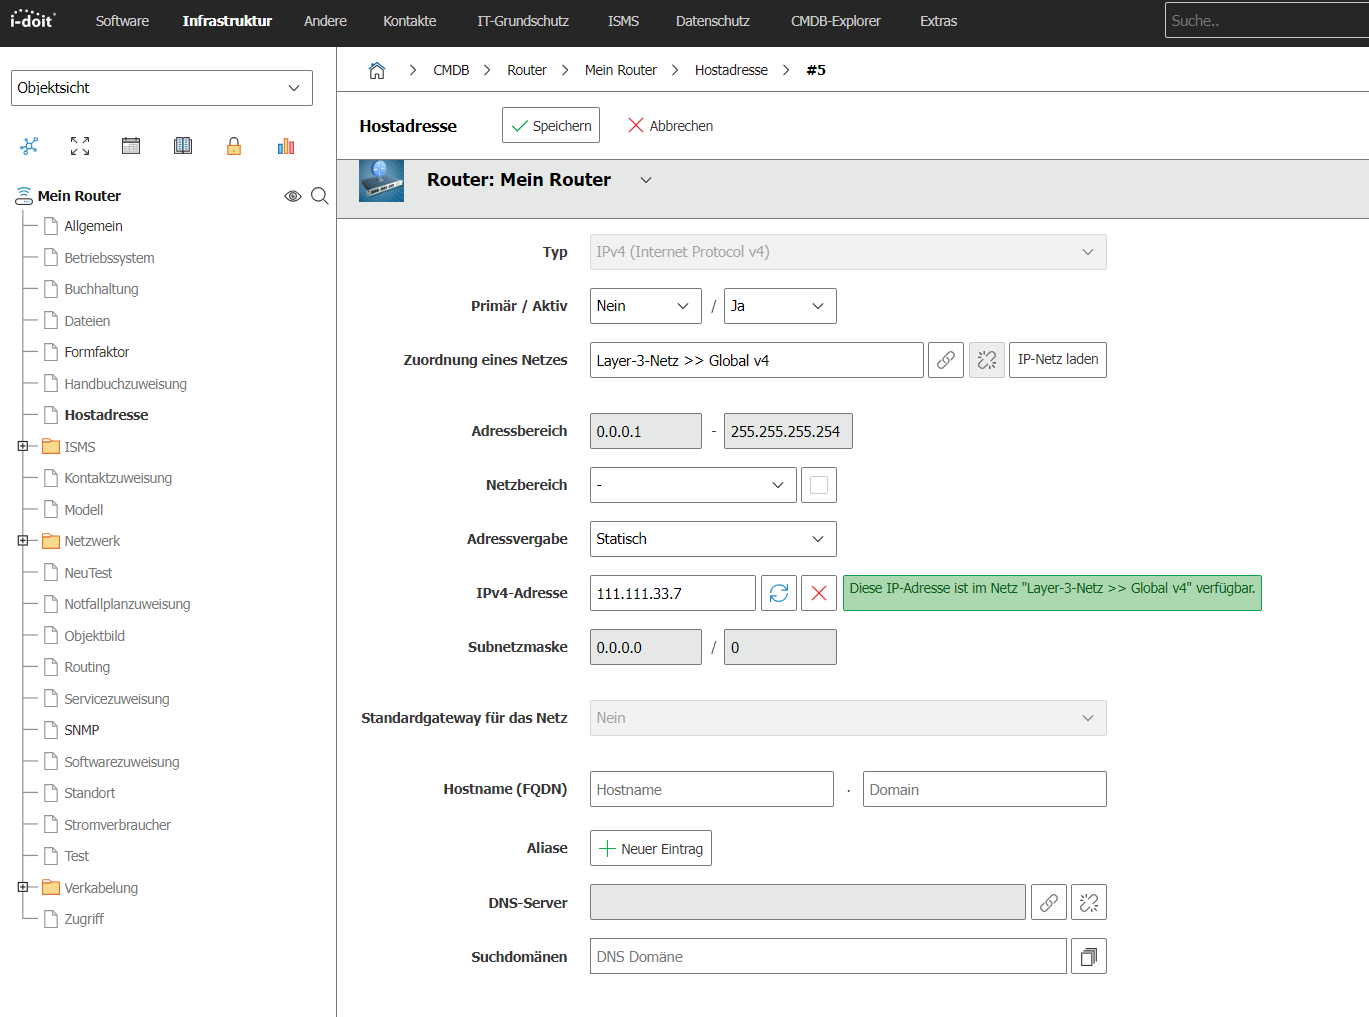 i-doit Software Infrastruktur Andere Kontakte IT-Grundschutz ISMS Datenschutz CMDB-Explorer Extras Suche..
Objektsicht
Mein Router
Allgemein
Betriebssystem
Buchhaltung
Dateien
Formfaktor
Handbuchzuweisung
Hostadresse
ISMS
Kontaktzuweisung
Modell
Netzwerk
NeuTest
Notfallplanzuweisung
Objektbild
Routing
Servicezuweisung
SNMP
Softwarezuweisung
Standort
Stromverbraucher
Test
Verkabelung
Zugriff
CMDB > Router > Mein Router > Hostadresse > #5
Hostadresse Speichern Abbrechen
Router: Mein Router
Typ IPv4 (Internet Protocol v4)
Primär / Aktiv Nein / Ja
Zuordnung eines Netzes Layer-3-Netz >> Global v4 IP-Netz laden
Adressbereich 0.0.0.1 - 255.255.255.254
Netzbereich -
Adressvergabe Statisch
IPv4-Adresse 111.111.33.7 Diese IP-Adresse ist im Netz "Layer-3-Netz >> Global v4" verfügbar.
Subnetzmaske 0.0.0.0 / 0
Standardgateway für das Netz Nein
Hostname (FQDN) Hostname . Domain
Aliase Neuer Eintrag
DNS-Server
Suchdomänen DNS Domäne